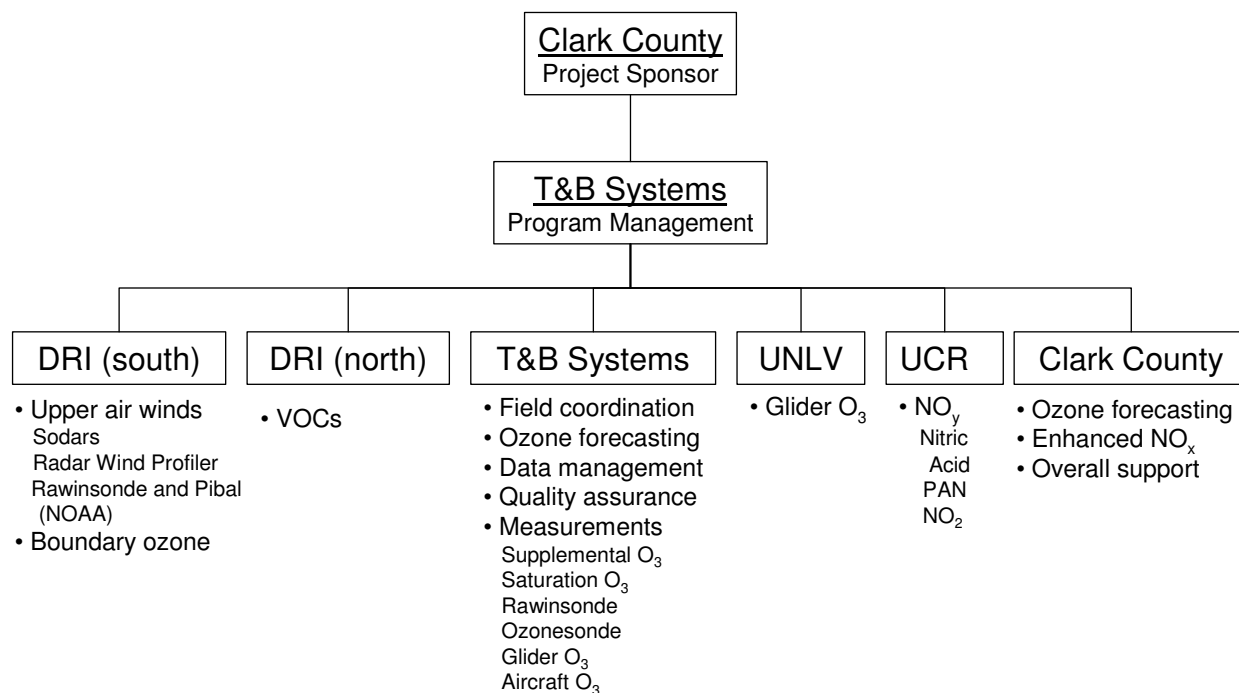 Clark County
Project Sponsor
T&B Systems
Program Management
DRI (south)
• Upper air winds
Sodars
Radar Wind Profiler
Rawinsonde and Pibal
(NOAA)
• Boundary ozone
DRI (north)
• VOCs
T&B Systems
• Field coordination
• Ozone forecasting
• Data management
• Quality assurance
• Measurements
Supplemental O₃
Saturation O₃
Rawinsonde
Ozonesonde
Glider O₃
Aircraft O₃
UNLV
• Glider O₃
UCR
• NOy
Nitric
Acid
PAN
NO₂
Clark County
• Ozone forecasting
• Enhanced NOₓ
• Overall support